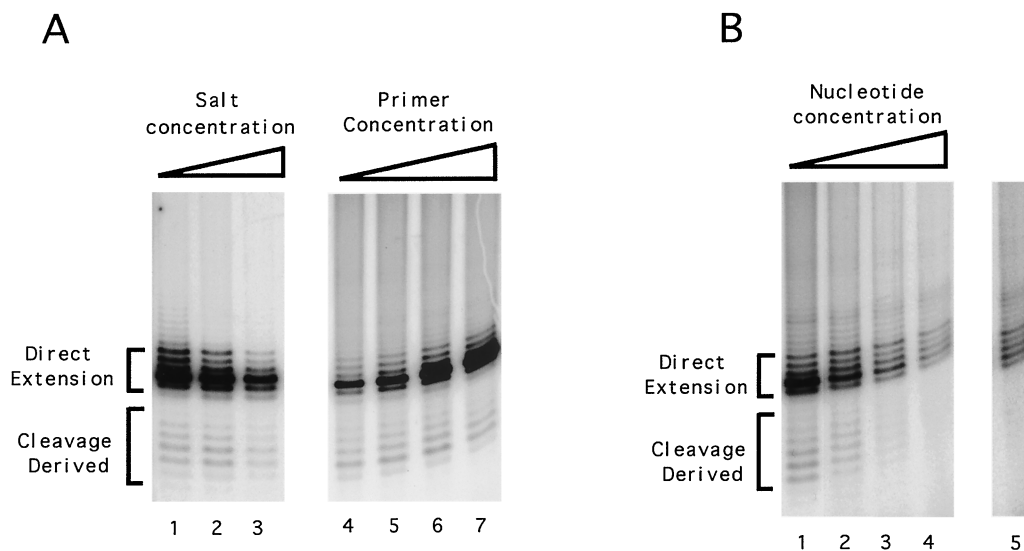 A
B
Salt
concentration
Primer
Concentration
Nucleotide
concentration
Direct
Extension
Cleavage
Derived
Direct
Extension
Cleavage
Derived
1 2 3 4 5 6 7
1 2 3 4 5